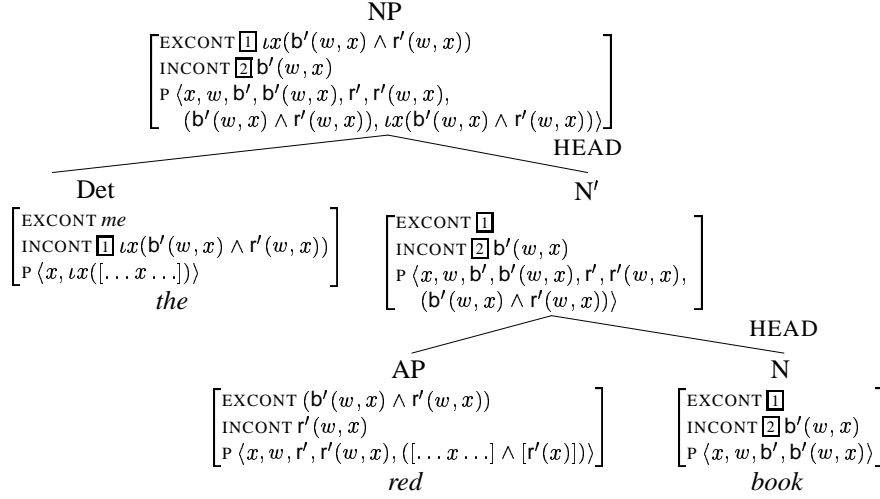 NP
EXCONT 1 ιx(b′(w, x) ∧ r′(w, x))
INCONT 2 b′(w, x)
P ⟨x, w, b′, b′(w, x), r′, r′(w, x),
(b′(w, x) ∧ r′(w, x)), ιx(b′(w, x) ∧ r′(w, x))⟩
HEAD
Det N′
EXCONT me
INCONT 1 ιx(b′(w, x) ∧ r′(w, x))
P ⟨x, ιx([. . . x . . .])⟩
the
EXCONT 1
INCONT 2 b′(w, x)
P ⟨x, w, b′, b′(w, x), r′, r′(w, x),
(b′(w, x) ∧ r′(w, x))⟩
HEAD
AP N
EXCONT (b′(w, x) ∧ r′(w, x))
INCONT r′(w, x)
P ⟨x, w, r′, r′(w, x), ([. . . x . . .] ∧ [r′(x)])⟩
red
EXCONT 1
INCONT 2 b′(w, x)
P ⟨x, w, b′, b′(w, x)⟩
book